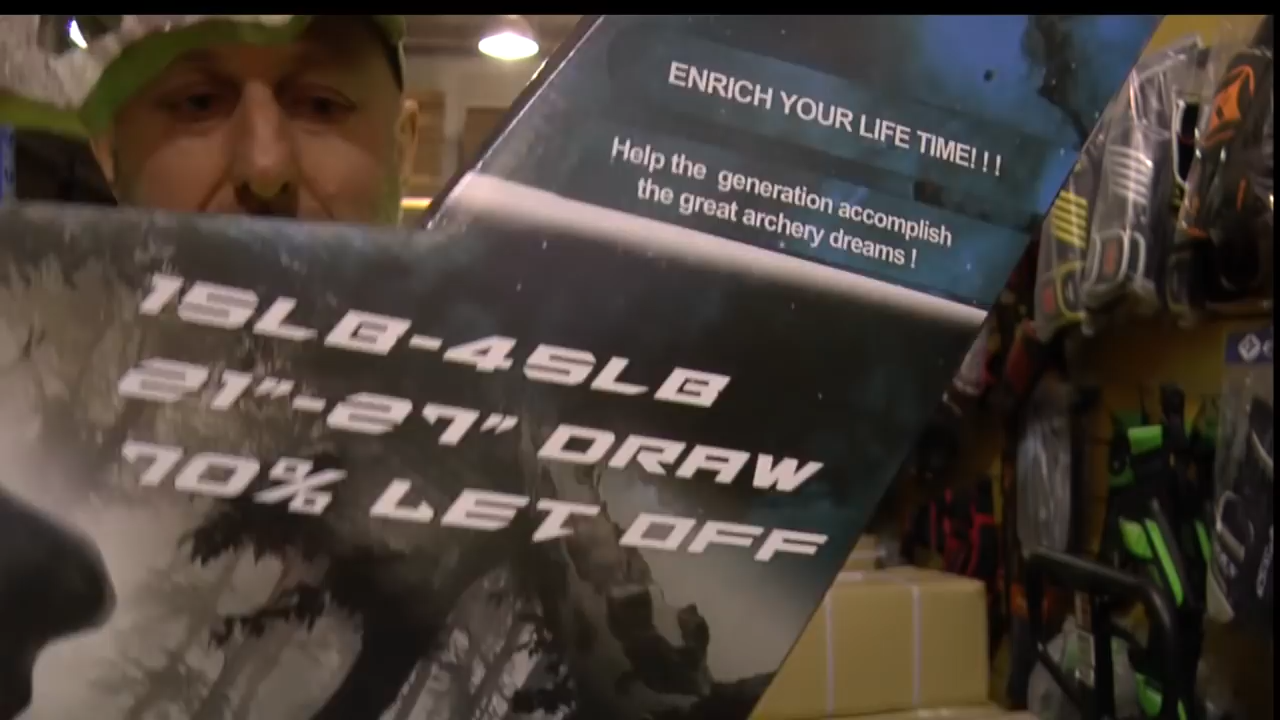 ENRICH YOUR LIFE TIME!!!
Help the generation accomplish
the great archery dreams!
15LB-45LB
21"-27" DRAW
70% LET OFF